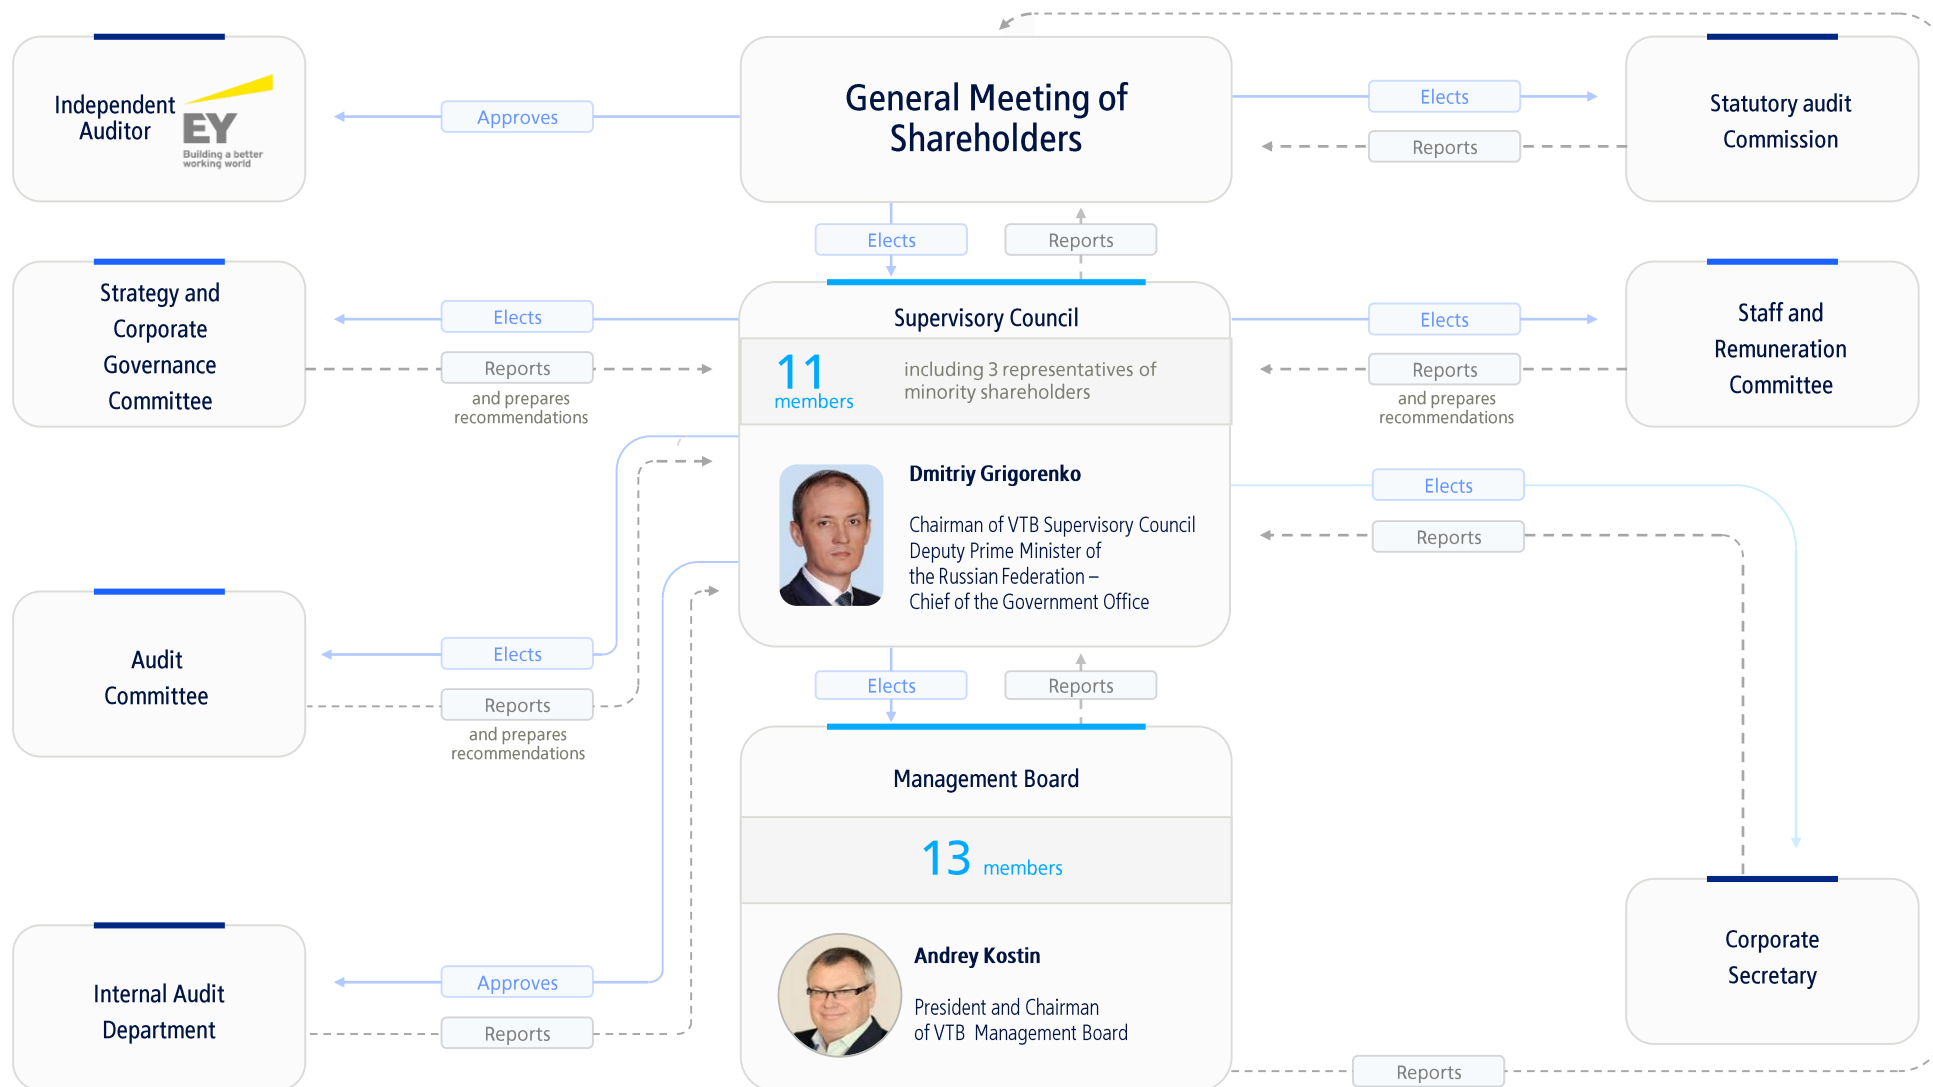 Independent
Auditor
EY
Building a better
working world
Approves
General Meeting of
Shareholders
Elects
Reports
Statutory audit
Commission
Elects
Reports
Strategy and
Corporate
Governance
Committee
Elects
Reports
and prepares
recommendations
Supervisory Council
11
members
including 3 representatives of
minority shareholders
Dmitriy Grigorenko
Chairman of VTB Supervisory Council
Deputy Prime Minister of
the Russian Federation –
Chief of the Government Office
Elects
Reports
and prepares
recommendations
Staff and
Remuneration
Committee
Elects
Reports
Audit
Committee
Elects
Reports
and prepares
recommendations
Elects
Reports
Management Board
13 members
Andrey Kostin
President and Chairman
of VTB Management Board
Internal Audit
Department
Approves
Reports
Corporate
Secretary
Reports